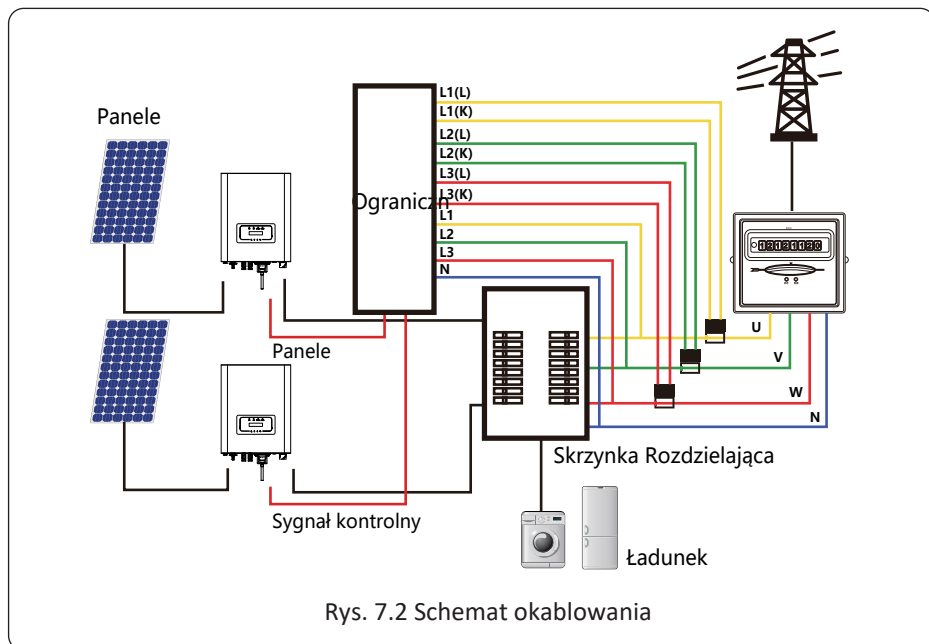 Panele
L1(L)
L1(K)
L2(L)
L2(K)
L3(L)
L3(K)
Ograniczn
L1
L2
L3
N
12121120
U
V
W
N
Panele
Skrzynka Rozdzielająca
Sygnał kontrolny
Ładunek
Rys. 7.2 Schemat okablowania